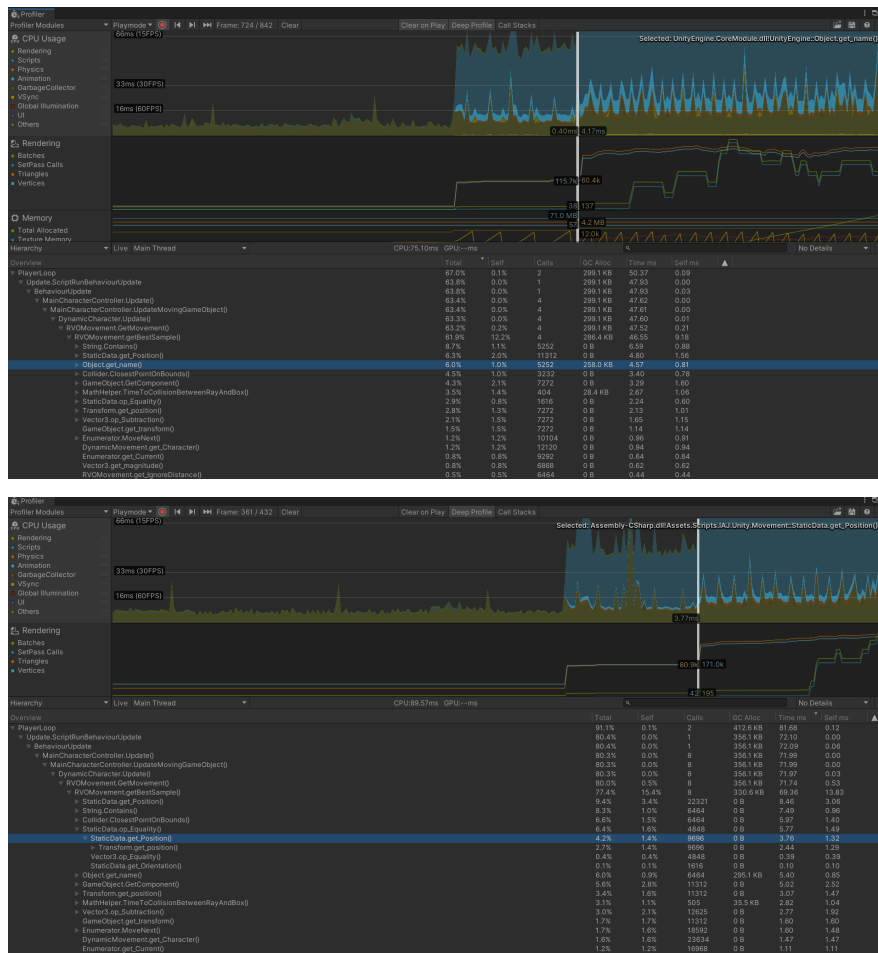 Profiler
Profiler Modules Playmode Frame: 724 / 842 Clear Clear on Play Deep Profile Call Stacks
CPU Usage 66ms (15FPS) Selected: UnityEngine.CoreModule.dll!UnityEngine::Object.get_name()
Rendering
Scripts
Physics
Animation 33ms (30FPS)
GarbageCollector
VSync
Global Illumination 16ms (60FPS)
UI
Others
0.40ms 4.17ms
Rendering
Batches
SetPass Calls
Triangles 115.7k 60.4k
Vertices
38 137
Memory 71.0 MB
57 4.2 MB
Total Allocated 12.0k
Texture Memory
Hierarchy Live Main Thread CPU:75.10ms GPU:--ms No Details
Overview Total Self Calls GC Alloc Time ms Self ms
PlayerLoop 67.0% 0.1% 2 299.1 KB 50.37 0.09
Update.ScriptRunBehaviourUpdate 63.8% 0.0% 1 299.1 KB 47.93 0.00
BehaviourUpdate 63.8% 0.0% 1 299.1 KB 47.93 0.03
MainCharacterController.Update() 63.4% 0.0% 4 299.1 KB 47.62 0.00
MainCharacterController.UpdateMovingGameObject() 63.4% 0.0% 4 299.1 KB 47.61 0.00
DynamicCharacter.Update() 63.3% 0.0% 4 299.1 KB 47.60 0.01
RVOMovement.GetMovement() 63.2% 0.2% 4 299.1 KB 47.52 0.21
RVOMovement.getBestSample() 61.9% 12.2% 4 286.4 KB 46.55 9.18
String.Contains() 8.7% 1.1% 5252 0 B 6.59 0.88
StaticData.get_Position() 6.3% 2.0% 11312 0 B 4.80 1.56
Object.get_name() 6.0% 1.0% 5252 258.0 KB 4.57 0.81
Collider.ClosestPointOnBounds() 4.5% 1.0% 3232 0 B 3.40 0.78
GameObject.GetComponent() 4.3% 2.1% 7272 0 B 3.29 1.60
MathHelper.TimeToCollisionBetweenRayAndBox() 3.5% 1.4% 404 28.4 KB 2.67 1.06
StaticData.op_Equality() 2.9% 0.8% 1616 0 B 2.24 0.60
Transform.get_position() 2.8% 1.3% 7272 0 B 2.13 1.01
Vector3.op_Subtraction() 2.1% 1.5% 7272 0 B 1.65 1.15
GameObject.get_transform() 1.5% 1.5% 7272 0 B 1.14 1.14
Enumerator.MoveNext() 1.2% 1.2% 10104 0 B 0.96 0.91
DynamicMovement.get_Character() 1.2% 1.2% 12120 0 B 0.94 0.94
Enumerator.get_Current() 0.8% 0.8% 9292 0 B 0.64 0.64
Vector3.get_magnitude() 0.8% 0.8% 6868 0 B 0.62 0.62
RVOMovement.get_IgnoreDistance() 0.5% 0.5% 6464 0 B 0.44 0.44
Profiler
Profiler Modules Playmode Frame: 361 / 432 Clear Clear on Play Deep Profile Call Stacks
CPU Usage 66ms (15FPS) Selected: Assembly-CSharp.dll!Assets.Scripts.IAJ.Unity.Movement::StaticData.get_Position()
Rendering
Scripts
Physics
Animation 33ms (30FPS)
GarbageCollector
VSync
Global Illumination 16ms (60FPS)
UI
Others
3.77ms
Rendering
Batches
SetPass Calls
Triangles 80.9k 171.0k
Vertices
42 195
Hierarchy Live Main Thread CPU:89.57ms GPU:--ms No Details
Overview Total Self Calls GC Alloc Time ms Self ms
PlayerLoop 91.1% 0.1% 2 412.6 KB 81.68 0.12
Update.ScriptRunBehaviourUpdate 80.4% 0.0% 1 356.1 KB 72.10 0.00
BehaviourUpdate 80.4% 0.0% 1 356.1 KB 72.09 0.06
MainCharacterController.Update() 80.3% 0.0% 8 356.1 KB 71.99 0.00
MainCharacterController.UpdateMovingGameObject() 80.3% 0.0% 8 356.1 KB 71.99 0.00
DynamicCharacter.Update() 80.3% 0.0% 8 356.1 KB 71.97 0.03
RVOMovement.GetMovement() 80.0% 0.5% 8 356.1 KB 71.74 0.53
RVOMovement.getBestSample() 77.4% 15.4% 8 330.6 KB 69.36 13.83
StaticData.get_Position() 9.4% 3.4% 22321 0 B 8.46 3.06
String.Contains() 8.3% 1.0% 6464 0 B 7.49 0.96
Collider.ClosestPointOnBounds() 6.6% 1.5% 6464 0 B 5.97 1.40
StaticData.op_Equality() 6.4% 1.6% 4848 0 B 5.77 1.49
StaticData.get_Position() 4.2% 1.4% 9696 0 B 3.76 1.32
Transform.get_position() 2.7% 1.4% 9696 0 B 2.44 1.29
Vector3.op_Equality() 0.4% 0.4% 4848 0 B 0.39 0.39
StaticData.get_Orientation() 0.1% 0.1% 1616 0 B 0.10 0.10
Object.get_name() 6.0% 0.9% 6464 295.1 KB 5.40 0.85
GameObject.GetComponent() 5.6% 2.8% 11312 0 B 5.02 2.52
Transform.get_position() 3.4% 1.6% 11312 0 B 3.07 1.47
MathHelper.TimeToCollisionBetweenRayAndBox() 3.1% 1.1% 505 35.5 KB 2.82 1.04
Vector3.op_Subtraction() 3.0% 2.1% 12625 0 B 2.77 1.92
GameObject.get_transform() 1.7% 1.7% 11312 0 B 1.60 1.60
Enumerator.MoveNext() 1.7% 1.6% 18592 0 B 1.60 1.48
DynamicMovement.get_Character() 1.6% 1.6% 23634 0 B 1.47 1.47
Enumerator.get_Current() 1.2% 1.2% 16968 0 B 1.11 1.11